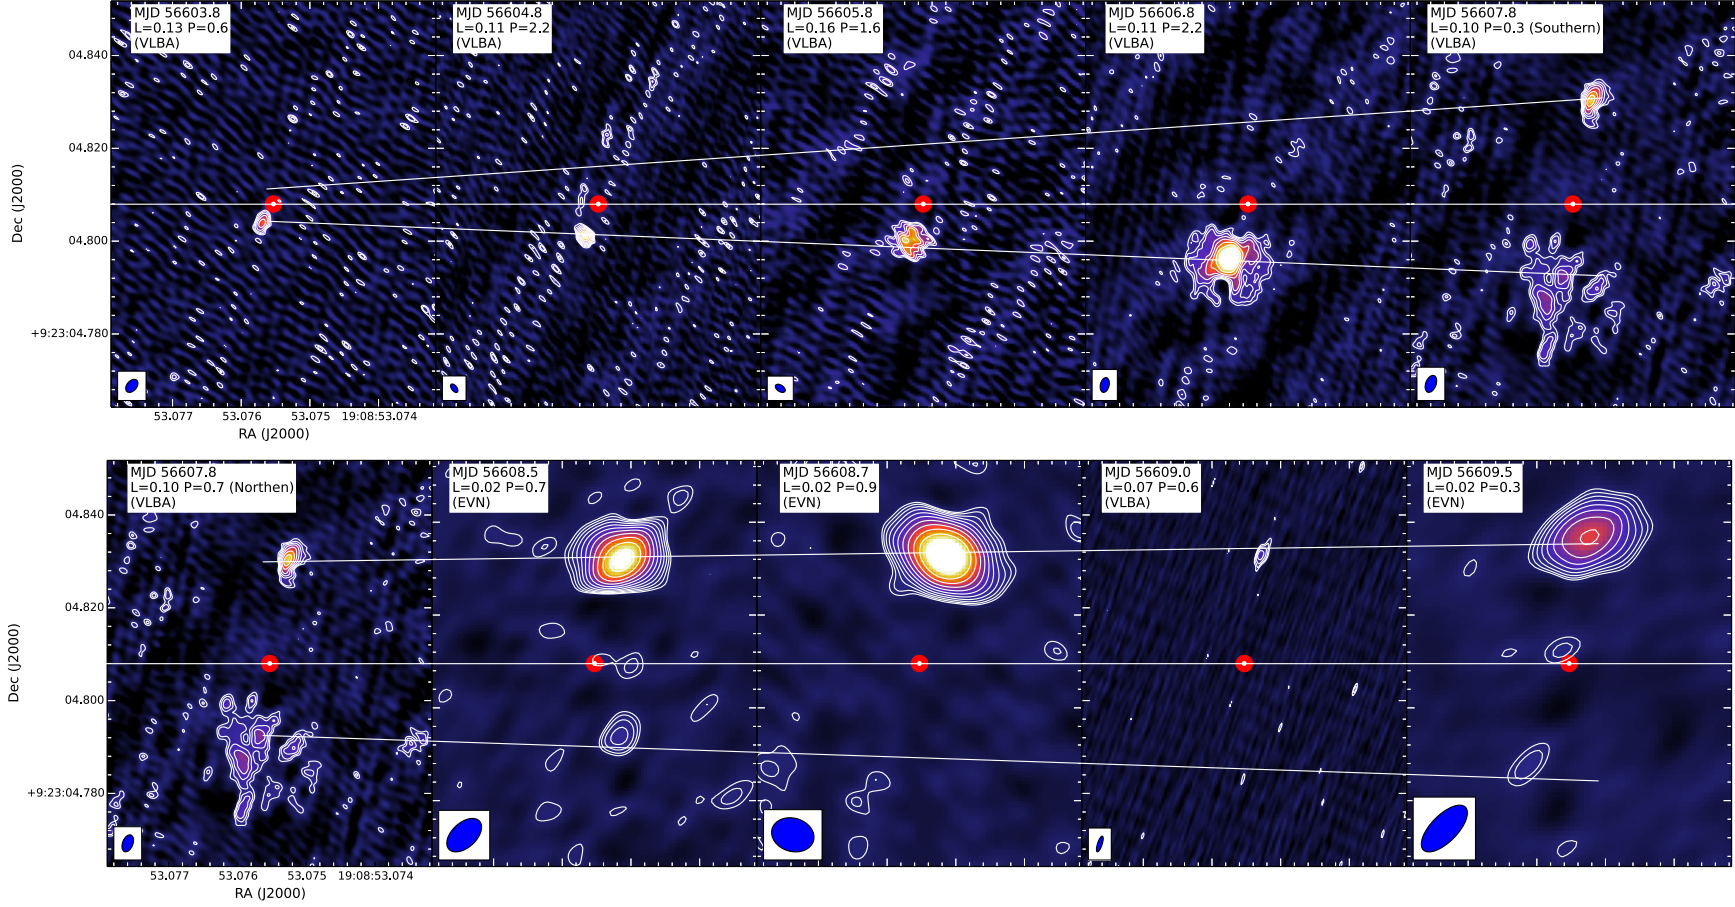 MJD 56603.8
L=0.13 P=0.6
(VLBA)
MJD 56604.8
L=0.11 P=2.2
(VLBA)
MJD 56605.8
L=0.16 P=1.6
(VLBA)
MJD 56606.8
L=0.11 P=2.2
(VLBA)
MJD 56607.8
L=0.10 P=0.3 (Southern)
(VLBA)
04.840
04.820
04.800
+9:23:04.780
Dec (J2000)
53.077
53.076
53.075
19:08:53.074
RA (J2000)
MJD 56607.8
L=0.10 P=0.7 (Northen)
(VLBA)
MJD 56608.5
L=0.02 P=0.7
(EVN)
MJD 56608.7
L=0.02 P=0.9
(EVN)
MJD 56609.0
L=0.07 P=0.6
(VLBA)
MJD 56609.5
L=0.02 P=0.3
(EVN)
04.840
04.820
04.800
+9:23:04.780
Dec (J2000)
53.077
53.076
53.075
19:08:53.074
RA (J2000)